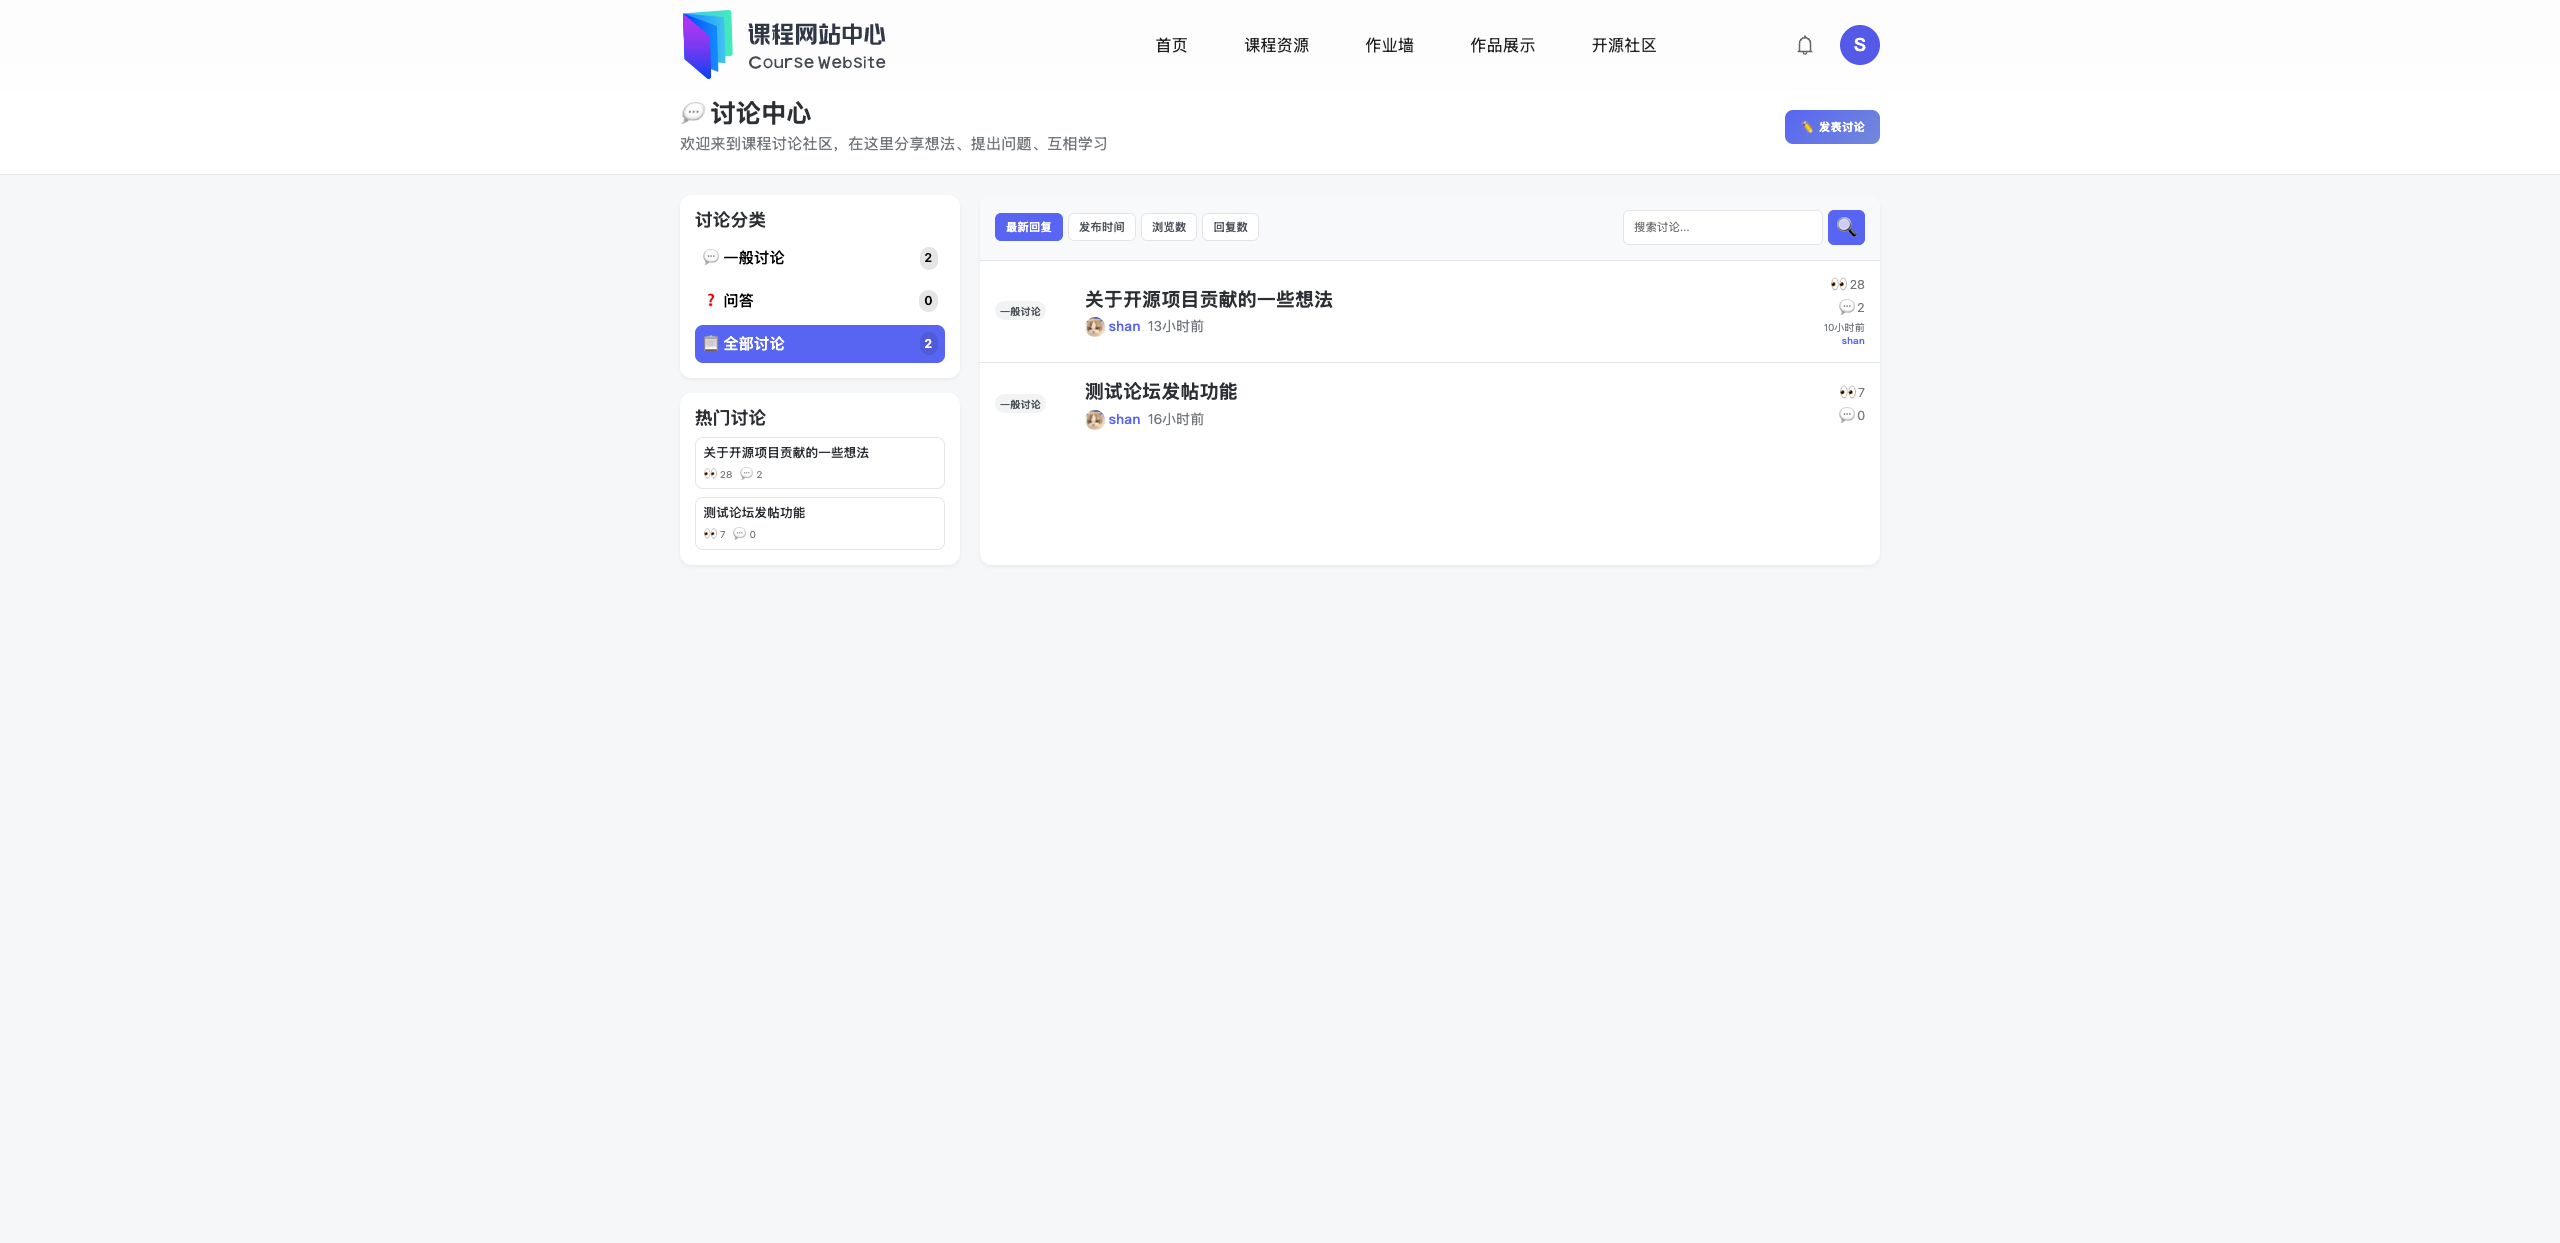 课程网站中心
Course Website
首页 课程资源 作业墙 作品展示 开源社区
S
讨论中心
欢迎来到课程讨论社区，在这里分享想法、提出问题、互相学习
发表讨论
讨论分类
一般讨论 2
问答 0
全部讨论 2
热门讨论
关于开源项目贡献的一些想法
28 2
测试论坛发帖功能
7 0
最新回复 发布时间 浏览数 回复数 搜索讨论...
一般讨论
关于开源项目贡献的一些想法
shan 13小时前
28
2
10小时前
shan
一般讨论
测试论坛发帖功能
shan 16小时前
7
0